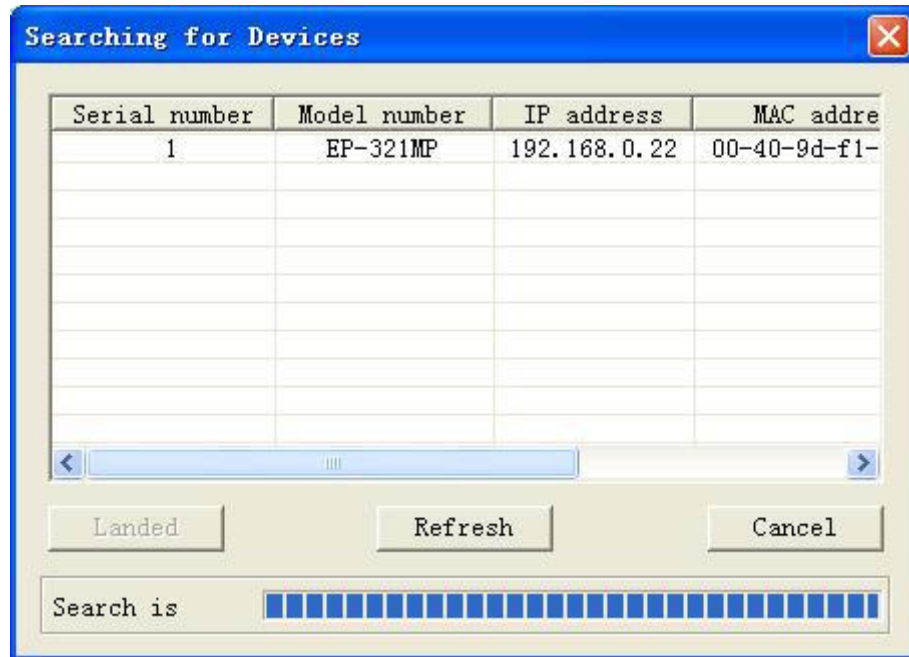 Searching for Devices
Serial number Model number IP address MAC addre
1 EP-321MP 192.168.0.22 00-40-9d-f1-
Landed Refresh Cancel
Search is